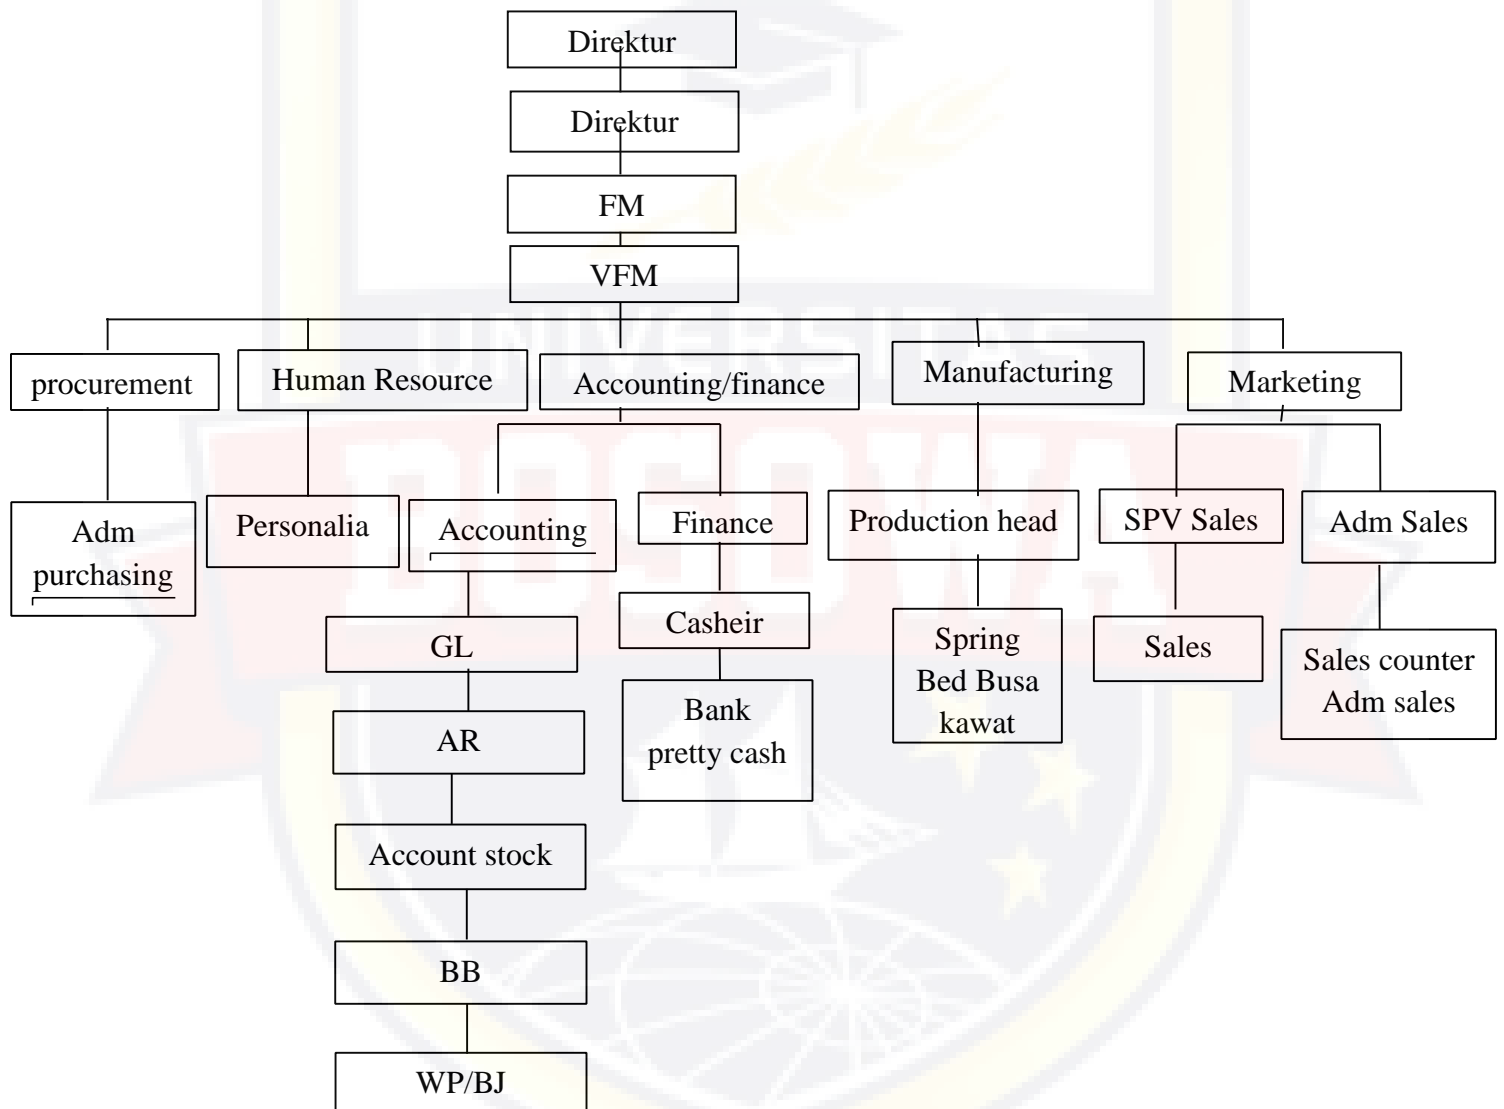 Direktur
Direktur
FM
VFM
UNIVERSITAS
procurement
Human Resource
Accounting/finance
Manufacturing
Marketing
BOSOWA
Adm
purchasing
Personalia
Accounting
Finance
Production head
SPV Sales
Adm Sales
GL
Casheir
Spring
Bed Busa
kawat
Sales
Sales counter
Adm sales
AR
Bank
pretty cash
Account stock
BB
WP/BJ